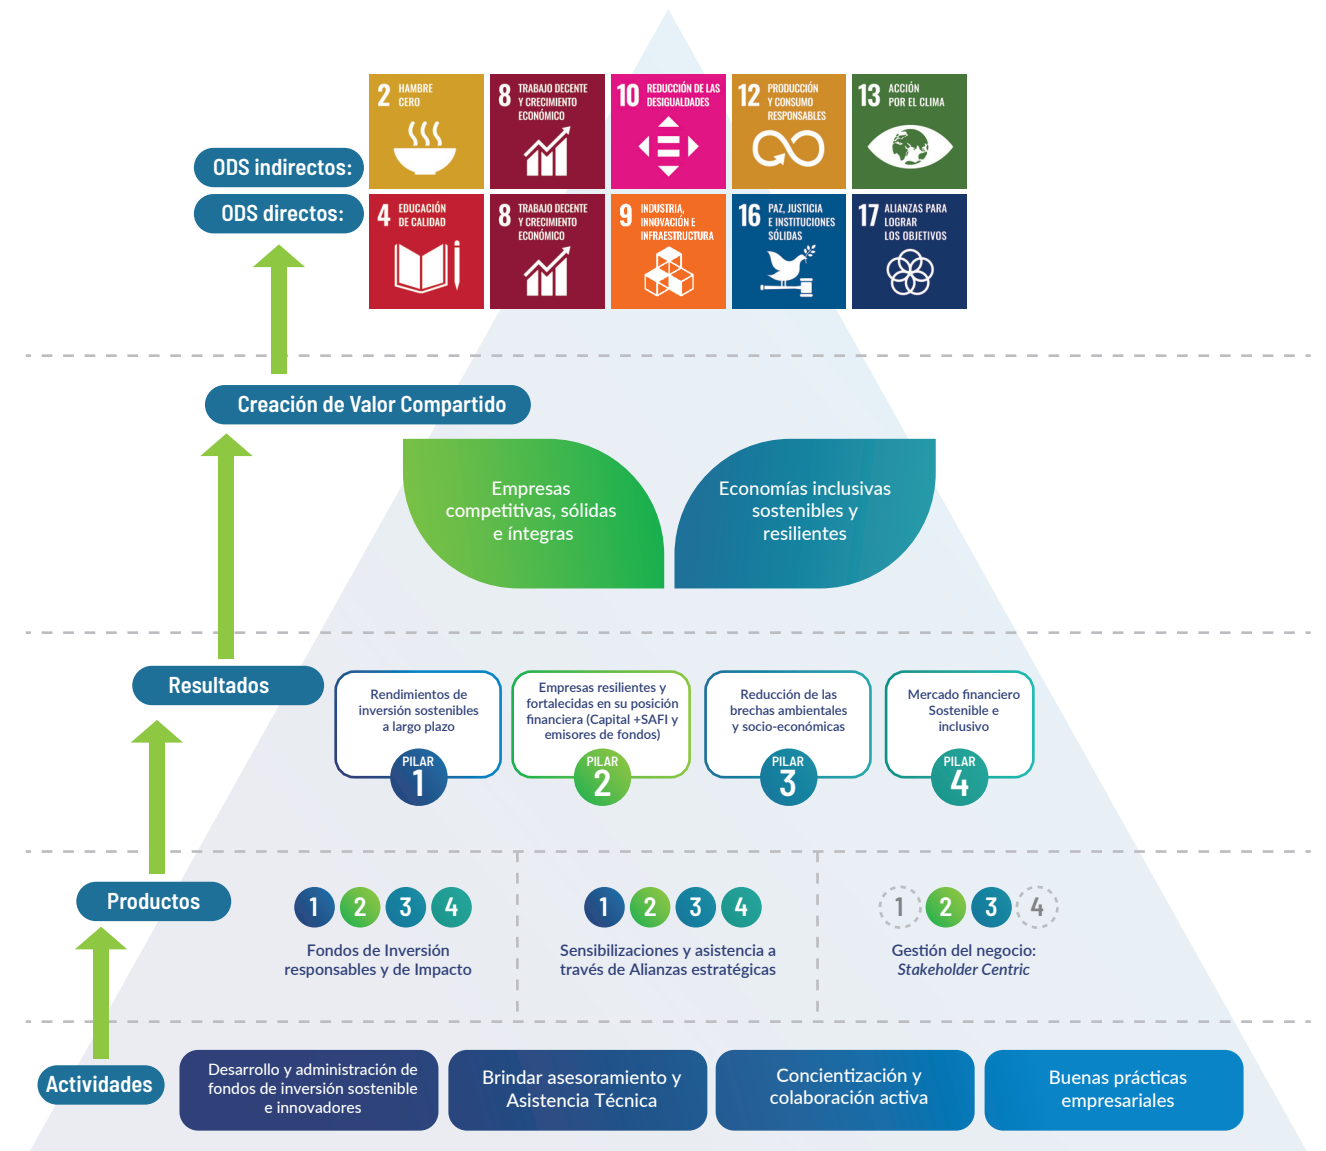 2 HAMBRE
CERO
8 TRABAJO DECENTE
Y CRECIMIENTO
ECONÓMICO
10 REDUCCIÓN DE LAS
DESIGUALDADES
12 PRODUCCIÓN
Y CONSUMO
RESPONSABLES
13 ACCIÓN
POR EL CLIMA
ODS indirectos:
ODS directos:
4 EDUCACIÓN
DE CALIDAD
8 TRABAJO DECENTE
Y CRECIMIENTO
ECONÓMICO
9 INDUSTRIA,
INNOVACIÓN E
INFRAESTRUCTURA
16 PAZ, JUSTICIA
E INSTITUCIONES
SÓLIDAS
17 ALIANZAS PARA
LOGRAR
LOS OBJETIVOS
Creación de Valor Compartido
Empresas
competitivas, sólidas
e íntegras
Economías inclusivas
sostenibles y
resilientes
Resultados
Rendimientos de
inversión sostenibles
a largo plazo
PILAR
1
Empresas resilientes y
fortalecidas en su posición
financiera (Capital +SAFI y
emisores de fondos)
PILAR
2
Reducción de las
brechas ambientales
y socio-económicas
PILAR
3
Mercado financiero
Sostenible e
inclusivo
PILAR
4
Productos
1 2 3 4
Fondos de Inversión
responsables y de Impacto
1 2 3 4
Sensibilizaciones y asistencia a
través de Alianzas estratégicas
1 2 3 4
Gestión del negocio:
Stakeholder Centric
Actividades
Desarrollo y administración de
fondos de inversión sostenible
e innovadores
Brindar asesoramiento y
Asistencia Técnica
Concientización y
colaboración activa
Buenas prácticas
empresariales